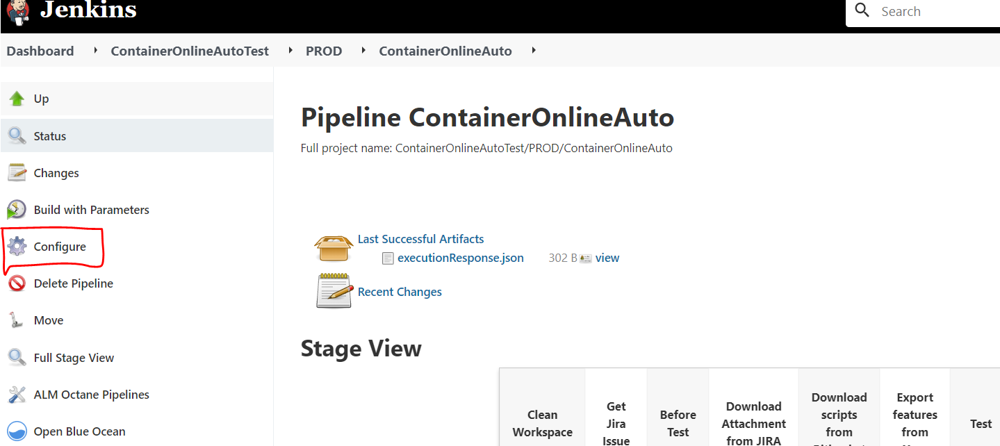 Jenkins
Search
Dashboard
ContainerOnlineAutoTest
PROD
ContainerOnlineAuto
Up
Status
Changes
Build with Parameters
Configure
Delete Pipeline
Move
Full Stage View
ALM Octane Pipelines
Open Blue Ocean
Pipeline ContainerOnlineAuto
Full project name: ContainerOnlineAutoTest/PROD/ContainerOnlineAuto
Last Successful Artifacts
executionResponse.json 302 B view
Recent Changes
Stage View
Clean
Workspace
Get
Jira
Issue
Before
Test
Download
Attachment
from JIRA
Download
scripts
from
Export
features
from
Test